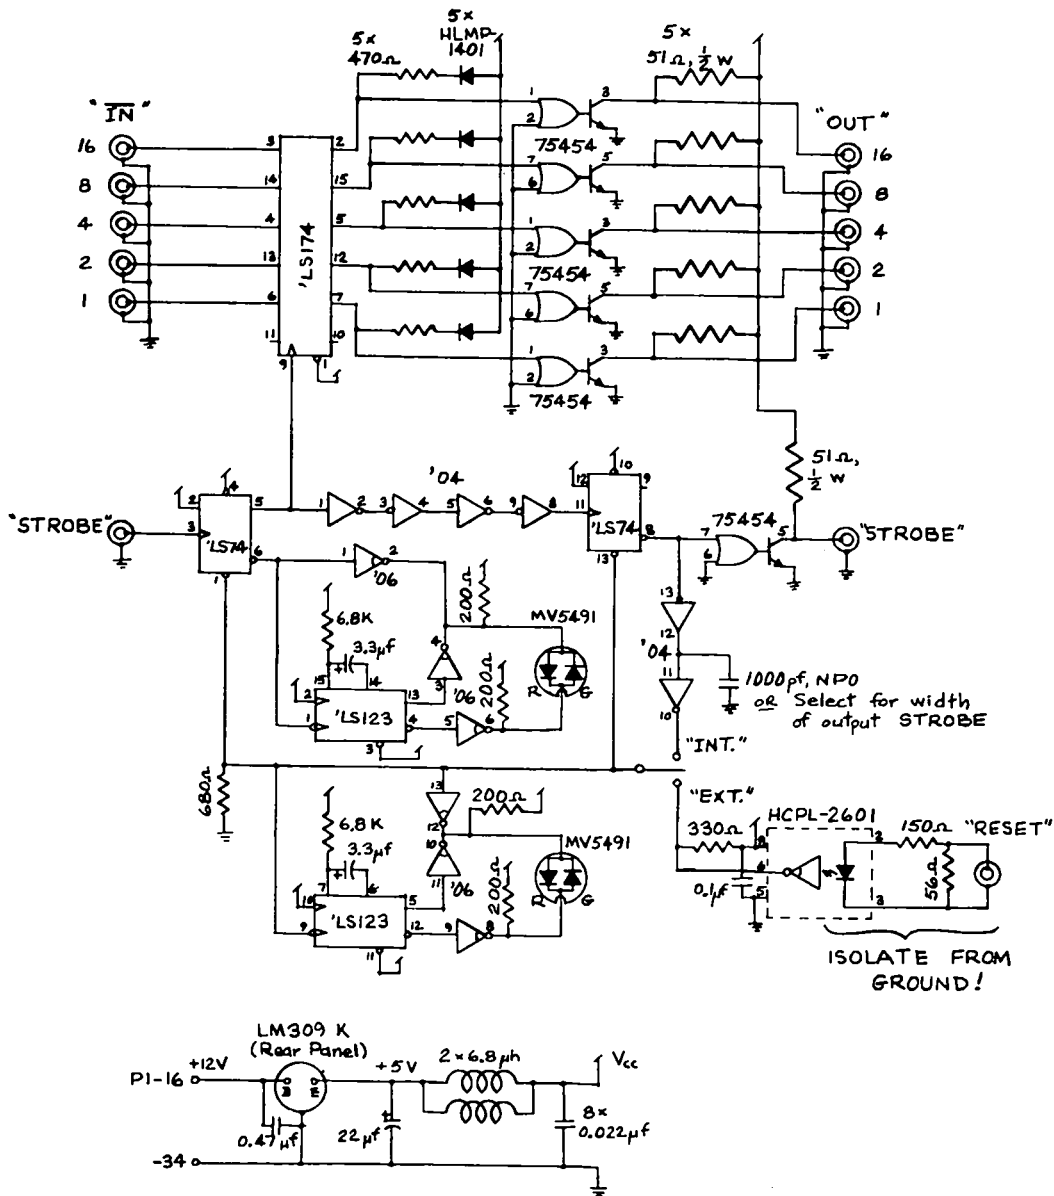 5x
470Ω
5x
HLMP-
1401
5x
51Ω, 1/2 W
"IN"
16
8
4
2
1
3
14
4
13
6
11
9
'LS174
2
15
5
12
7
10
1
1
2
3
75454
7
6
5
1
2
3
75454
7
6
5
1
2
3
75454
"OUT"
16
8
4
2
1
51Ω,
1/2 W
"STROBE"
2
4
3
5
6
1
'LS74
'04
1
2
3
4
5
6
9
8
12
10
9
11
8
13
'LS74
75454
7
6
5
"STROBE"
1
2
'06
6.8K
3.3μf
15
14
2
1
13
4
3
'LS123
4
3
'06
5
6
200Ω
200Ω
MV5491
R
G
13
12
'04
11
10
1000pf, NPO
OR Select for width
of output STROBE
"INT."
"EXT."
680Ω
6.8K
3.3μf
7
6
10
9
5
12
11
'LS123
13
12
10
11
'06
9
8
200Ω
200Ω
MV5491
R
G
330Ω
0.1μf
HCPL-2601
8
6
5
2
3
150Ω
56Ω
"RESET"
ISOLATE FROM
GROUND!
LM309 K
(Rear Panel)
P1-16
+12V
B
E
+5V
2x6.8μh
Vcc
0.47μf
22μf
8x
0.022μf
-34